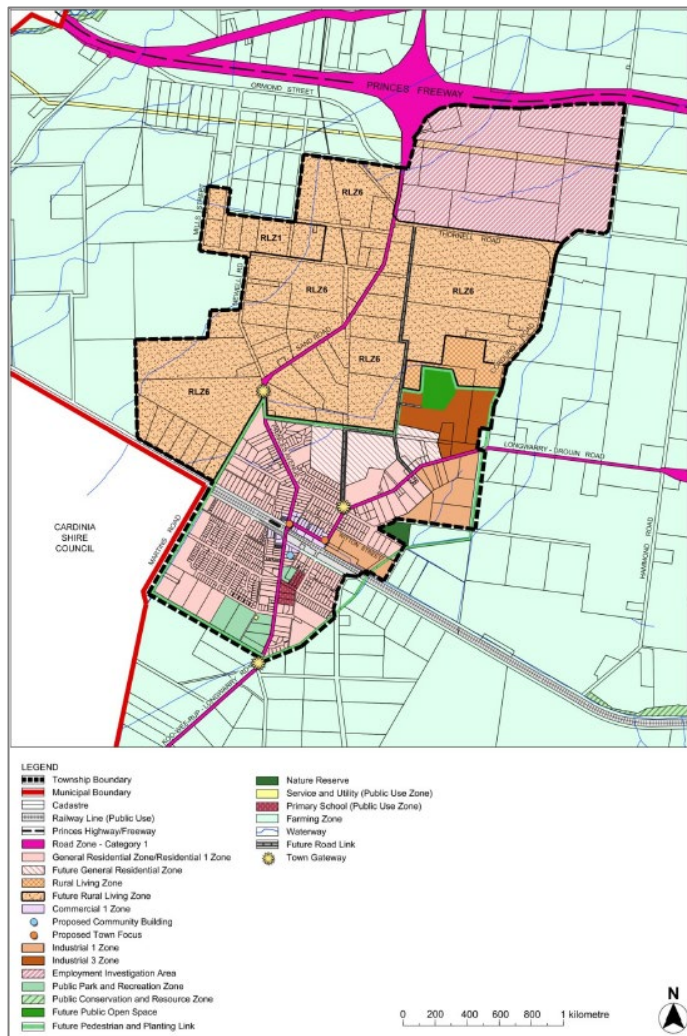 PRINCES FREEWAY
ORMOND STREET
RLZ6
MILLS STREET
RLZ1
THORNELL ROAD
RLZ6
RLZ6
SAND ROAD
RLZ6
RLZ6
LONGWARRY - DROUIN ROAD
CARDINIA
SHIRE
COUNCIL
MARTINS ROAD
HAMMOND ROAD
LEGEND
Township Boundary
Municipal Boundary
Cadastre
Railway Line (Public Use)
Princes Highway/Freeway
Road Zone - Category 1
General Residential Zone/Residential 1 Zone
Future General Residential Zone
Rural Living Zone
Future Rural Living Zone
Commercial 1 Zone
Proposed Community Building
Proposed Town Focus
Industrial 1 Zone
Industrial 3 Zone
Employment Investigation Area
Public Park and Recreation Zone
Public Conservation and Resource Zone
Future Public Open Space
Future Pedestrian and Planting Link
Nature Reserve
Service and Utility (Public Use Zone)
Primary School (Public Use Zone)
Farming Zone
Waterway
Future Road Link
Town Gateway
0 200 400 600 800 1 kilometre
N